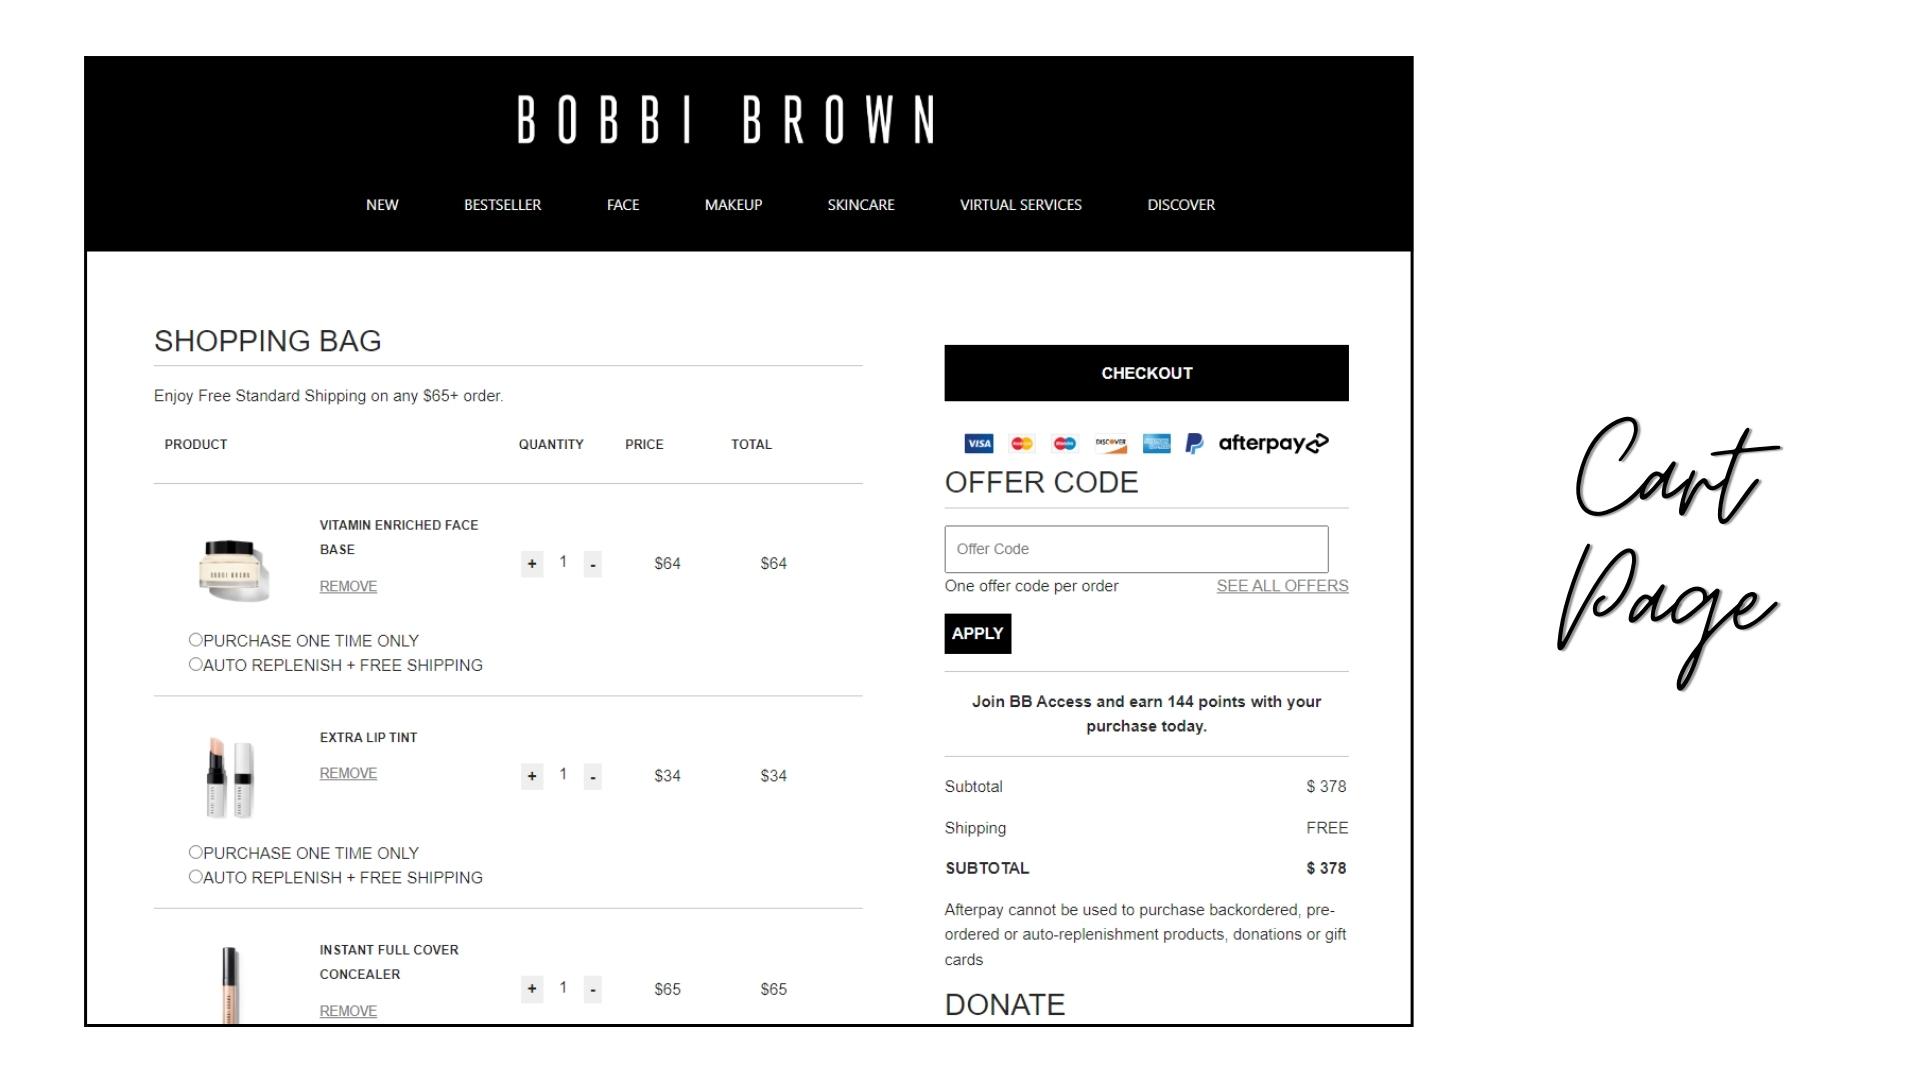 BOBBI BROWN
NEW BESTSELLER FACE MAKEUP SKINCARE VIRTUAL SERVICES DISCOVER
SHOPPING BAG
Enjoy Free Standard Shipping on any $65+ order.
PRODUCT QUANTITY PRICE TOTAL
VITAMIN ENRICHED FACE
BASE
REMOVE
+ 1 - $64 $64
PURCHASE ONE TIME ONLY
AUTO REPLENISH + FREE SHIPPING
EXTRA LIP TINT
REMOVE
+ 1 - $34 $34
PURCHASE ONE TIME ONLY
AUTO REPLENISH + FREE SHIPPING
INSTANT FULL COVER
CONCEALER
REMOVE
+ 1 - $65 $65
CHECKOUT
VISA DISCOVER afterpay
OFFER CODE
Offer Code
One offer code per order SEE ALL OFFERS
APPLY
Join BB Access and earn 144 points with your
purchase today.
Subtotal $ 378
Shipping FREE
SUBTOTAL $ 378
Afterpay cannot be used to purchase backordered, pre-
ordered or auto-replenishment products, donations or gift
cards
DONATE
Cart
Page